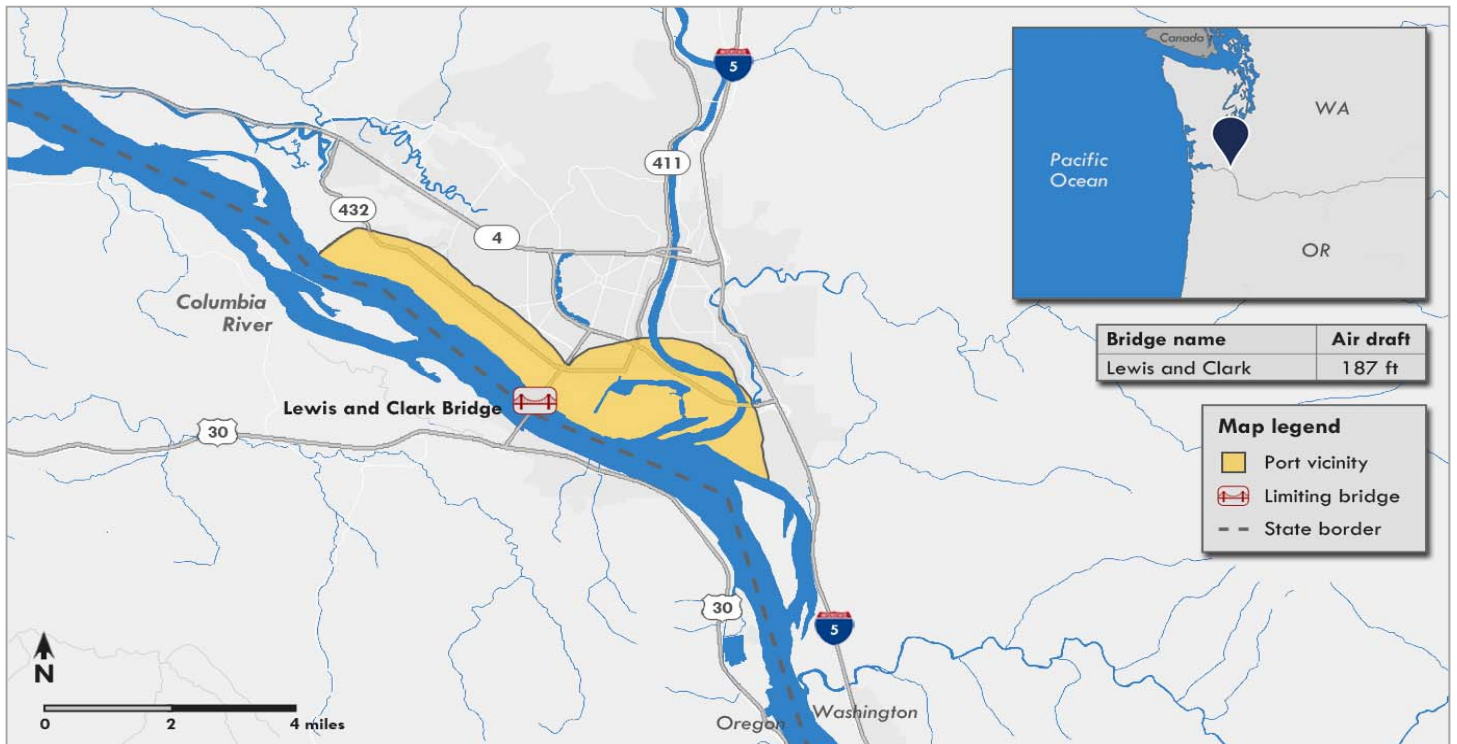 5
411
432
4
Columbia
River
Lewis and Clark Bridge
30
30
5
N
0 2 4 miles
Oregon
Washington
Canada
WA
Pacific
Ocean
OR
Bridge name Air draft
Lewis and Clark 187 ft
Map legend
Port vicinity
Limiting bridge
State border